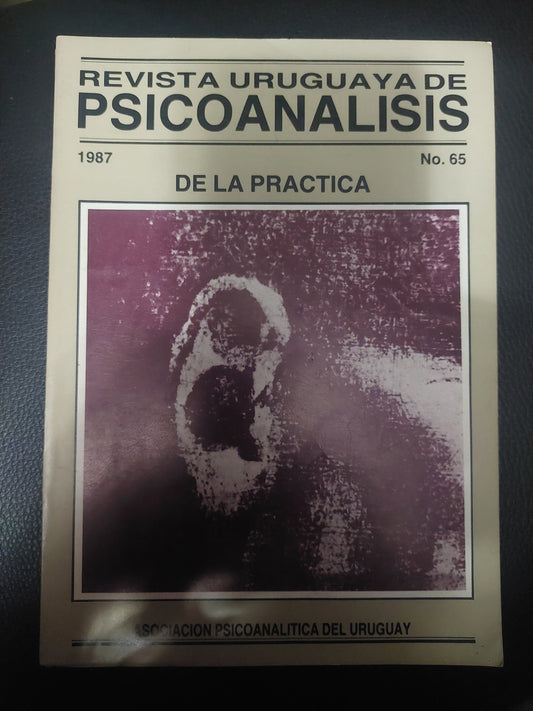 REVISTA URUGUAYA DE
PSICOANALISIS
1987 No. 65
DE LA PRACTICA
ASOCIACION PSICOANALITICA DEL URUGUAY